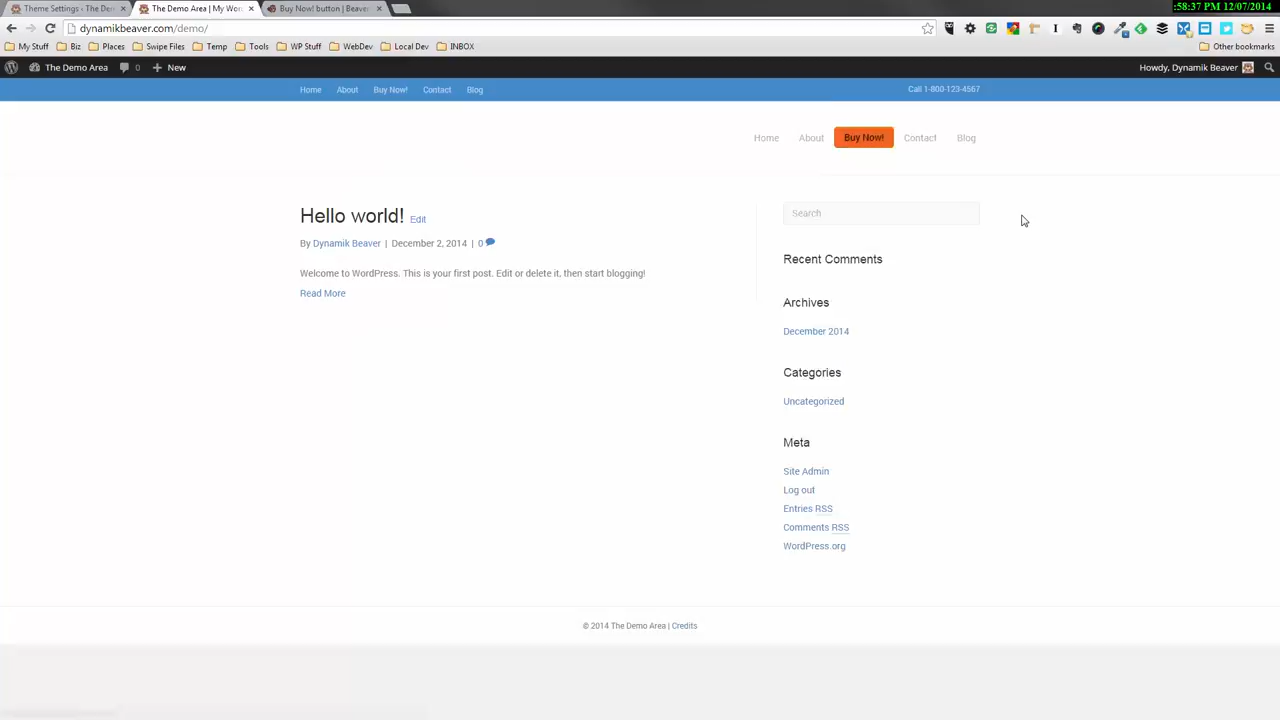 Theme Settings ‹ The Dem
The Demo Area | My Wor
Buy Now! button | Beaver
:58:37 PM 12/07/2014
dynamikbeaver.com/demo/
My Stuff Biz Places Swipe Files Temp Tools WP Stuff WebDev Local Dev INBOX Other bookmarks
The Demo Area 0 New Howdy, Dynamik Beaver
Home About Buy Now! Contact Blog Call 1-800-123-4567
Home About Buy Now! Contact Blog
Hello world! Edit
By Dynamik Beaver | December 2, 2014 | 0
Welcome to WordPress. This is your first post. Edit or delete it, then start blogging!
Read More
Search
Recent Comments
Archives
December 2014
Categories
Uncategorized
Meta
Site Admin
Log out
Entries RSS
Comments RSS
WordPress.org
© 2014 The Demo Area | Credits